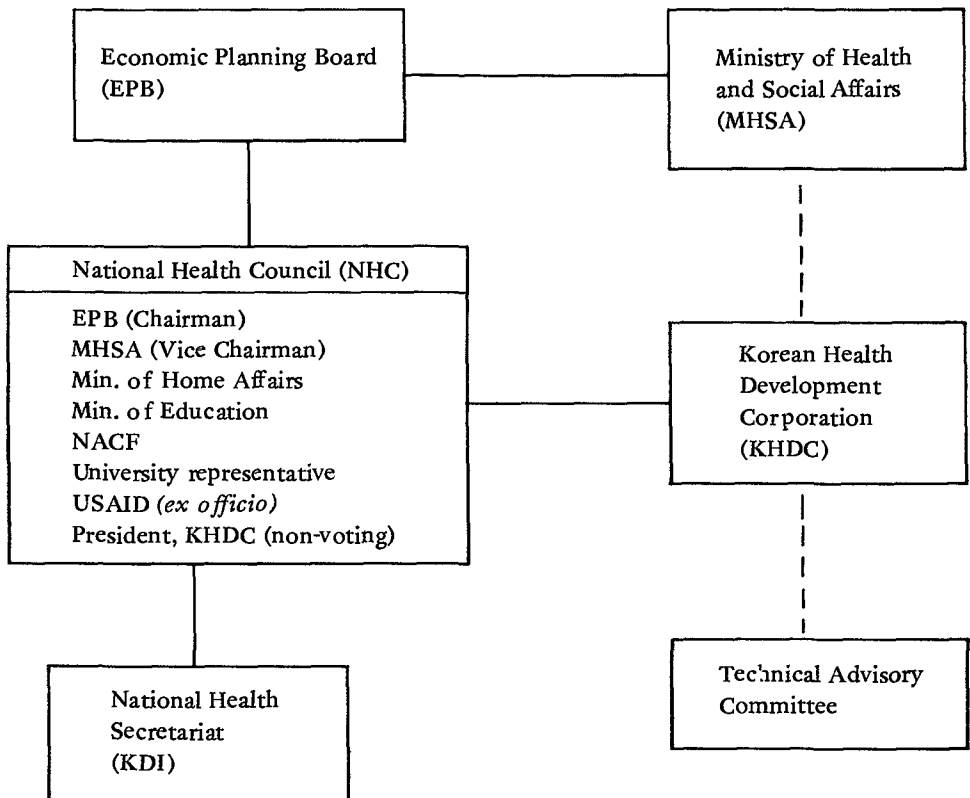 Economic Planning Board
(EPB)
Ministry of Health
and Social Affairs
(MHSA)
National Health Council (NHC)
EPB (Chairman)
MHSA (Vice Chairman)
Min. of Home Affairs
Min. of Education
NACF
University representative
USAID (ex officio)
President, KHDC (non-voting)
Korean Health
Development
Corporation
(KHDC)
National Health
Secretariat
(KDI)
Technical Advisory
Committee